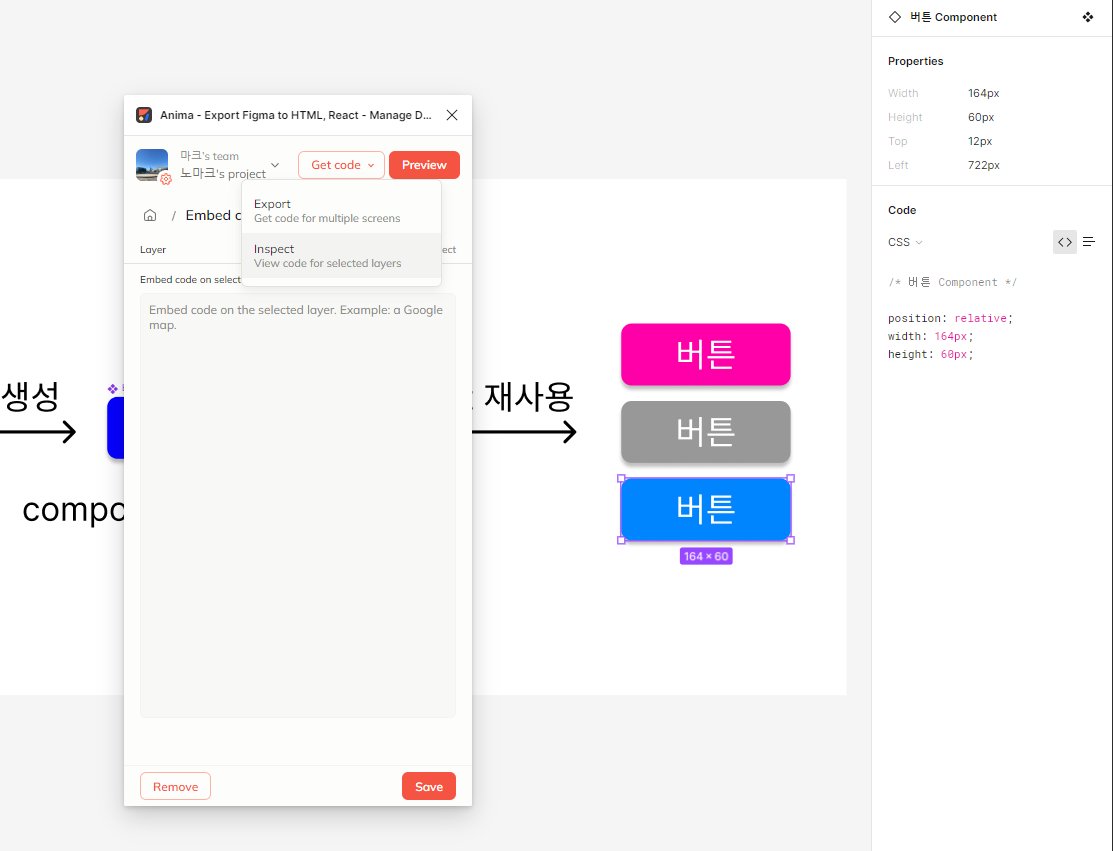 버튼 Component
Properties
Width 164px
Height 60px
Top 12px
Left 722px
Code
CSS
/* 버튼 Component */
position: relative;
width: 164px;
height: 60px;
Anima - Export Figma to HTML, React - Manage D...
마크's team
노마크's project
Get code
Preview
/ Embed c
Export
Get code for multiple screens
Inspect
View code for selected layers
Layer
ect
Embed code on select
Embed code on the selected layer. Example: a Google
map.
Remove
Save
생성
compo
재사용
버튼
버튼
버튼
164 × 60